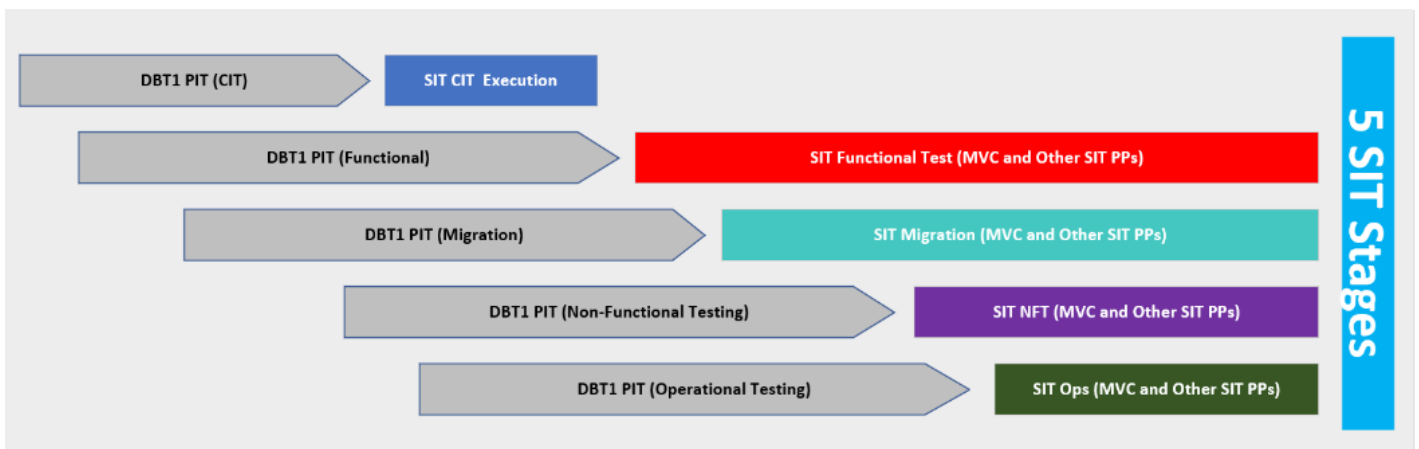 DBT1 PIT (CIT)
SIT CIT Execution
DBT1 PIT (Functional)
SIT Functional Test (MVC and Other SIT PPs)
DBT1 PIT (Migration)
SIT Migration (MVC and Other SIT PPs)
DBT1 PIT (Non-Functional Testing)
SIT NFT (MVC and Other SIT PPs)
DBT1 PIT (Operational Testing)
SIT Ops (MVC and Other SIT PPs)
5 SIT Stages